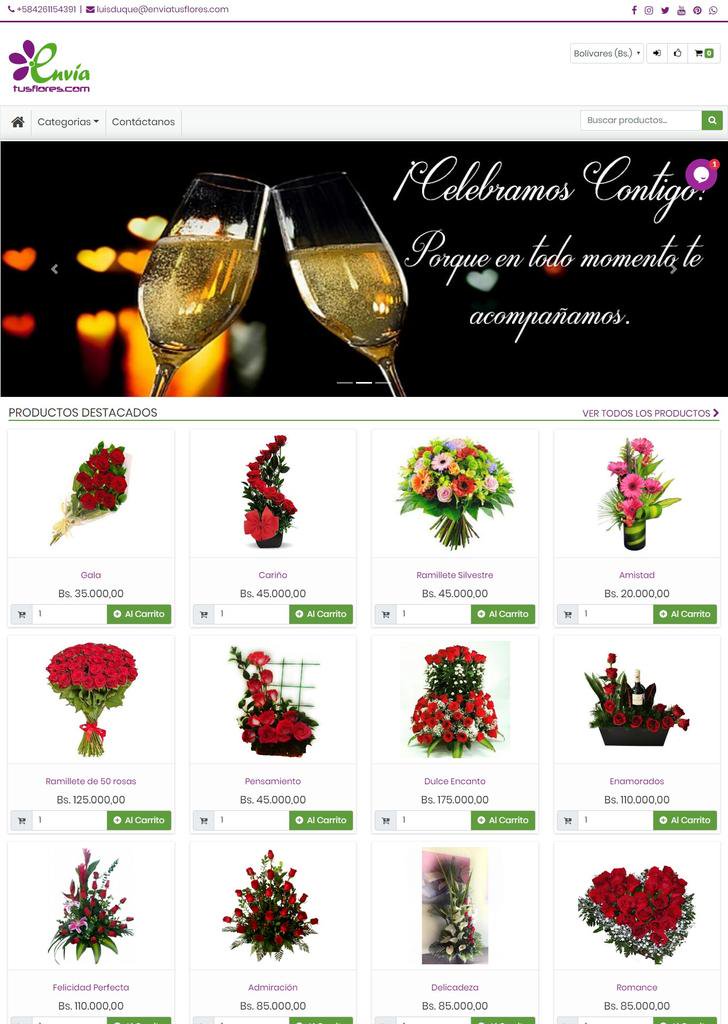 +584261154391 | luisduque@enviatusflores.com
Envía
tusflores.com
Bolívares (Bs.)
0
Categorias
Contáctanos
Buscar productos...
1
¡Celebramos Contigo!
Porque en todo momento te
acompañamos.
PRODUCTOS DESTACADOS
VER TODOS LOS PRODUCTOS
Gala
Cariño
Ramillete Silvestre
Amistad
Bs. 35.000,00
Bs. 45.000,00
Bs. 45.000,00
Bs. 20.000,00
1 Al Carrito
1 Al Carrito
1 Al Carrito
1 Al Carrito
Ramillete de 50 rosas
Pensamiento
Dulce Encanto
Enamorados
Bs. 125.000,00
Bs. 45.000,00
Bs. 175.000,00
Bs. 110.000,00
1 Al Carrito
1 Al Carrito
1 Al Carrito
1 Al Carrito
Felicidad Perfecta
Admiración
Delicadeza
Romance
Bs. 110.000,00
Bs. 85.000,00
Bs. 85.000,00
Bs. 85.000,00